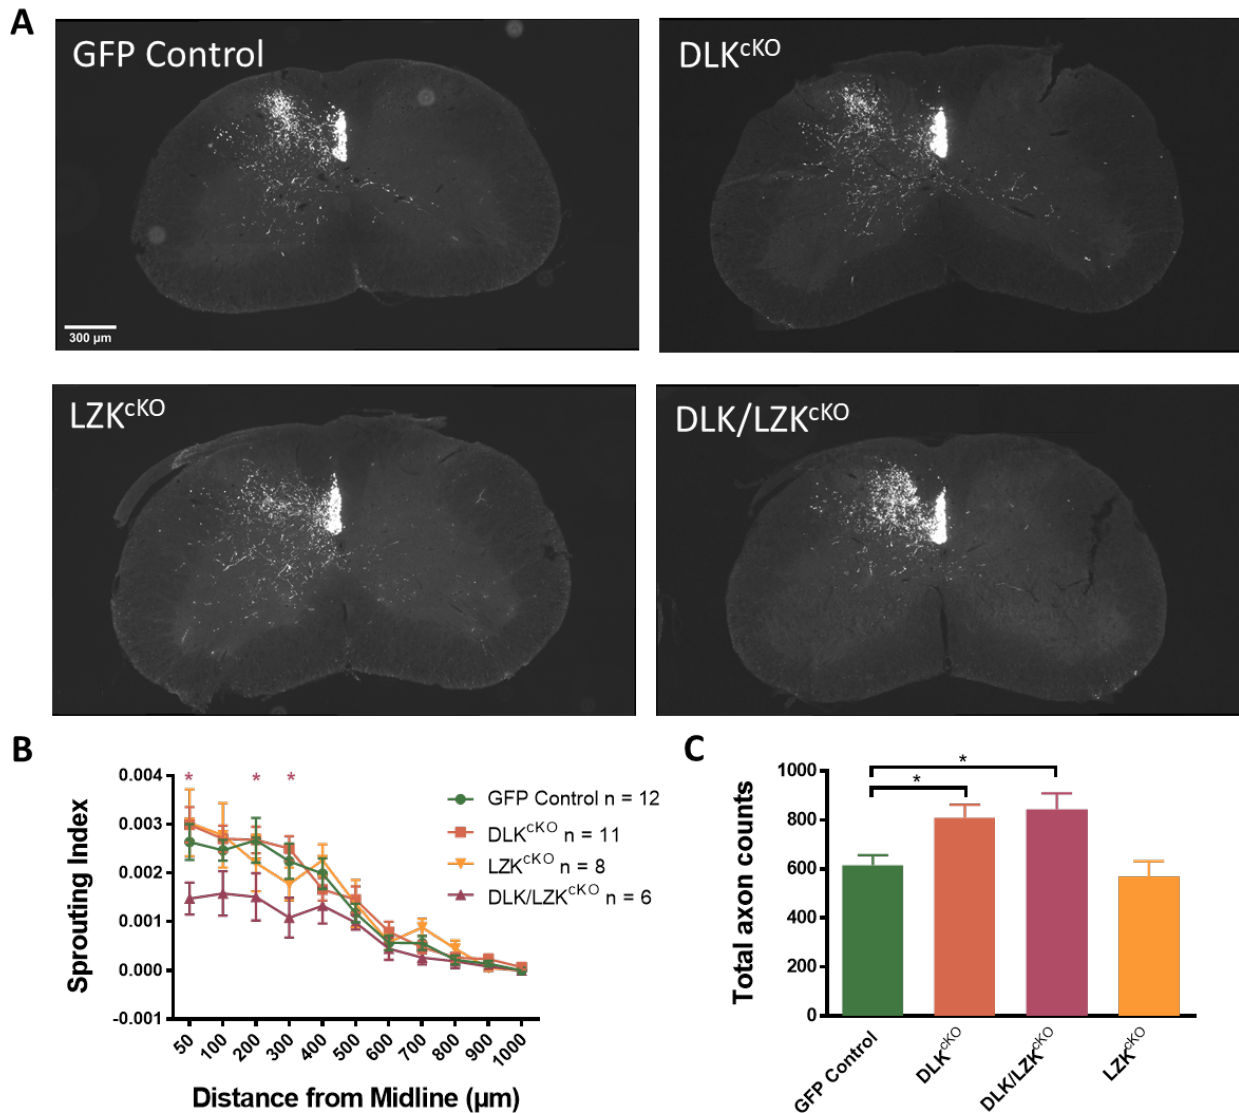 A
GFP Control
DLKcKO
300 µm
LZKcKO
DLK/LZKcKO
B
0.004
0.003
0.002
0.001
0.000
-0.001
Sprouting Index
* * *
GFP Control n = 12
DLKcKO n = 11
LZKcKO n = 8
DLK/LZKcKO n = 6
50 100 200 300 400 500 600 700 800 900 1000
Distance from Midline (µm)
C
1000
800
600
400
200
0
Total axon counts
*
*
GFP Control
DLKcKO
DLK/LZKcKO
LZKcKO